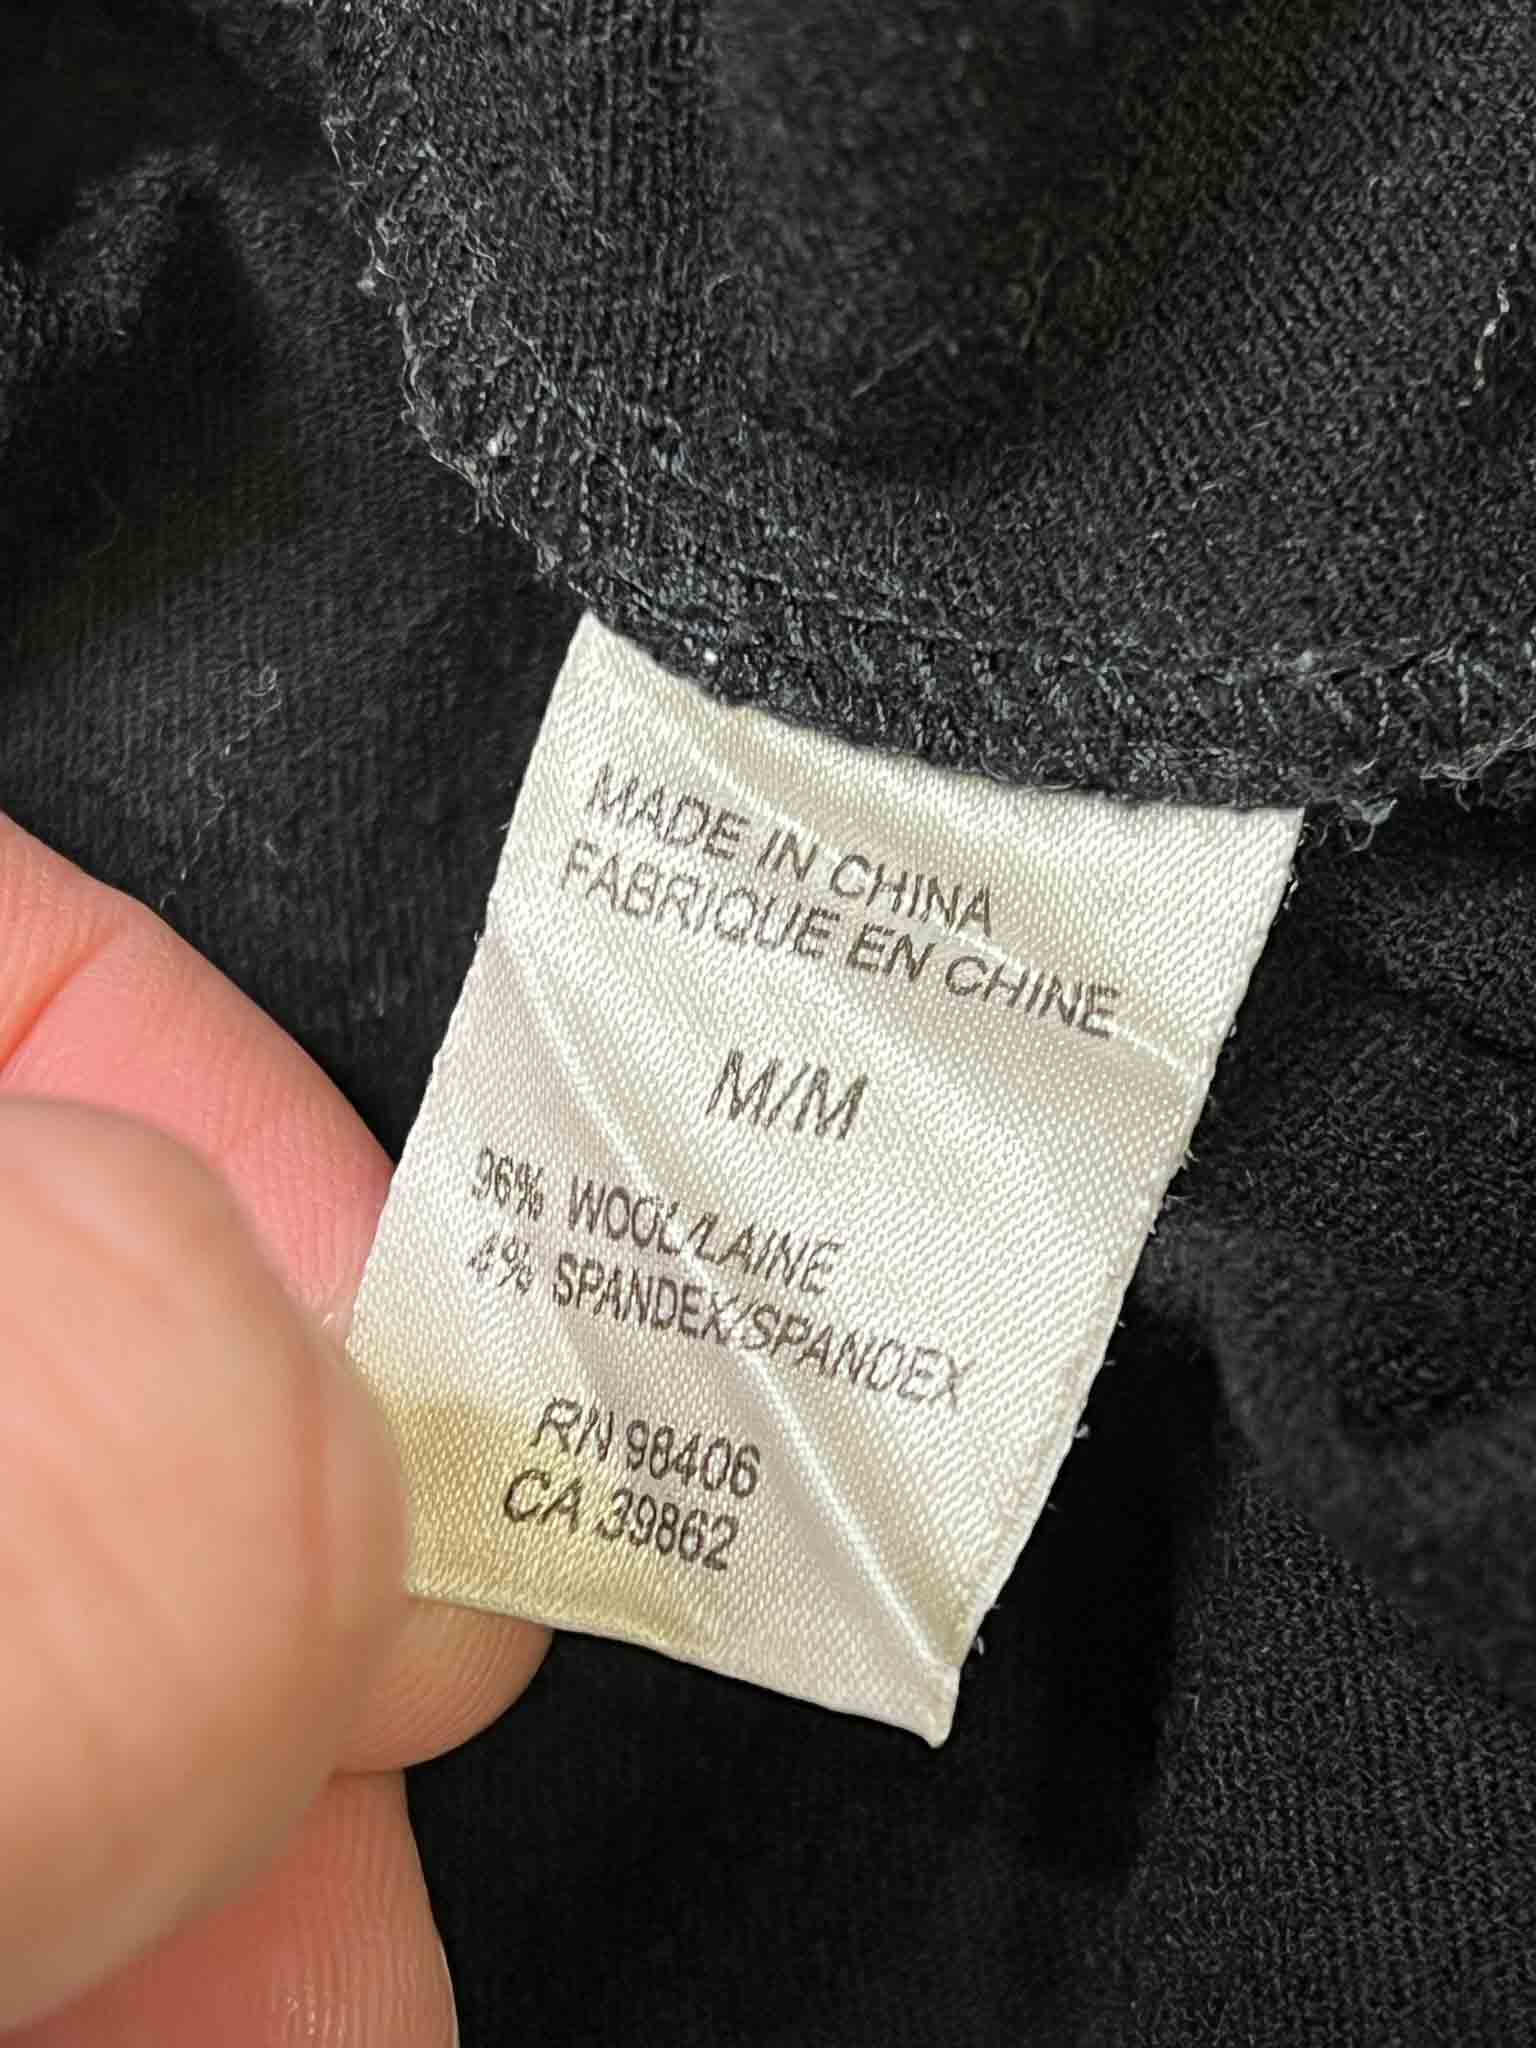 MADE IN CHINA
FABRIQUE EN CHINE
M/M
96% WOOL/LAINE
4% SPANDEX/SPANDEX
RN 98406
CA 39862